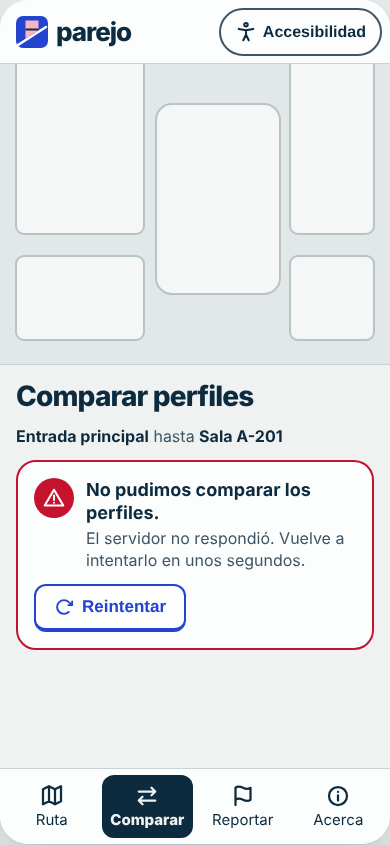 parejo
Accesibilidad
Comparar perfiles
Entrada principal hasta Sala A-201
No pudimos comparar los
perfiles.
El servidor no respondió. Vuelve a
intentarlo en unos segundos.
Reintentar
Ruta
Comparar
Reportar
Acerca